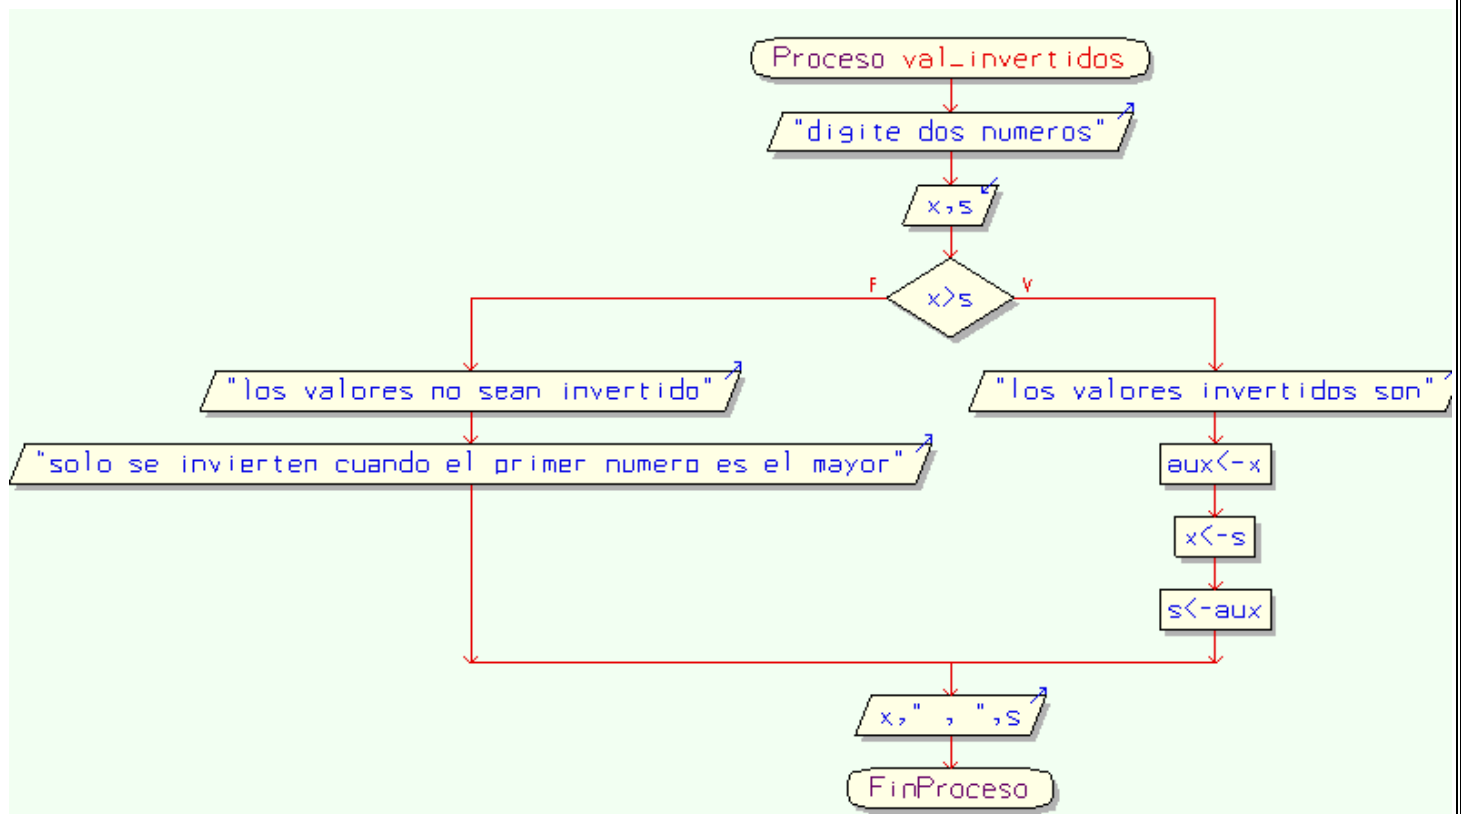 Proceso val_invertidos
"digite dos numeros"
x,s
x>s
F
V
"los valores no sean invertido"
"solo se invierten cuando el primer numero es el mayor"
"los valores invertidos son"
aux<-x
x<-s
s<-aux
x," , ",s
FinProceso